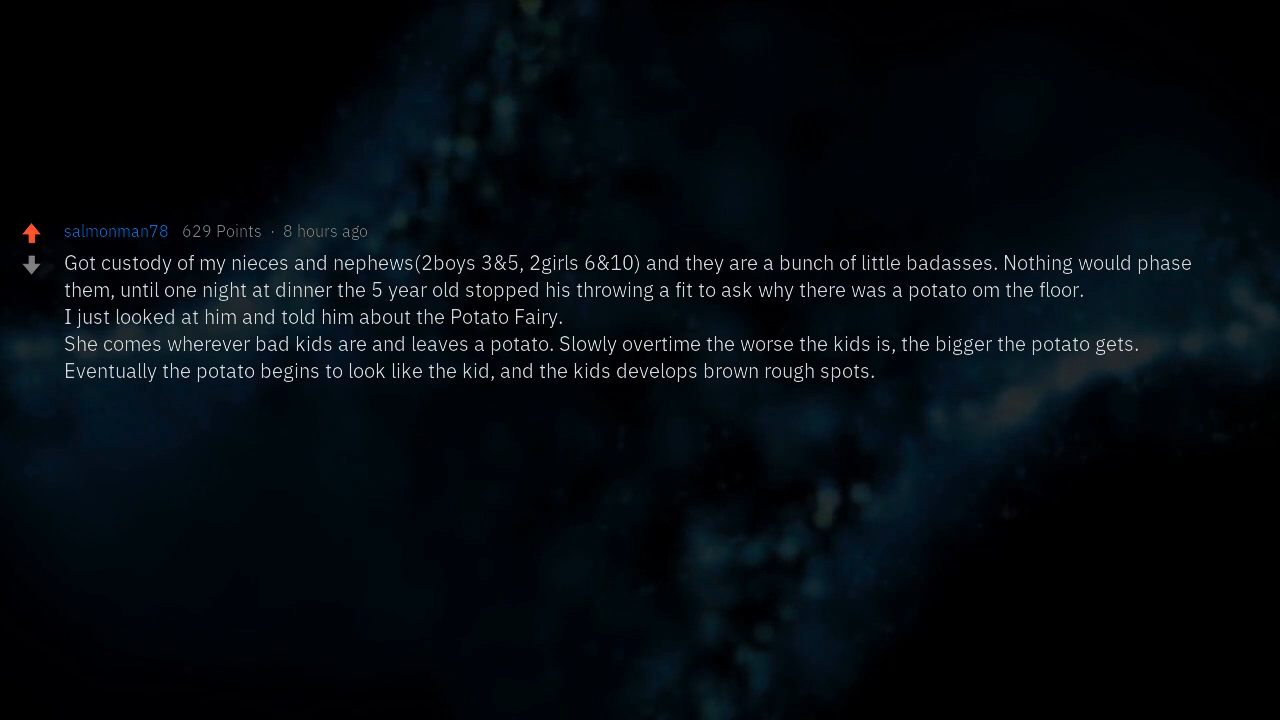 salmonman78 629 Points · 8 hours ago
Got custody of my nieces and nephews(2boys 3&5, 2girls 6&10) and they are a bunch of little badasses. Nothing would phase
them, until one night at dinner the 5 year old stopped his throwing a fit to ask why there was a potato om the floor.
I just looked at him and told him about the Potato Fairy.
She comes wherever bad kids are and leaves a potato. Slowly overtime the worse the kids is, the bigger the potato gets.
Eventually the potato begins to look like the kid, and the kids develops brown rough spots.